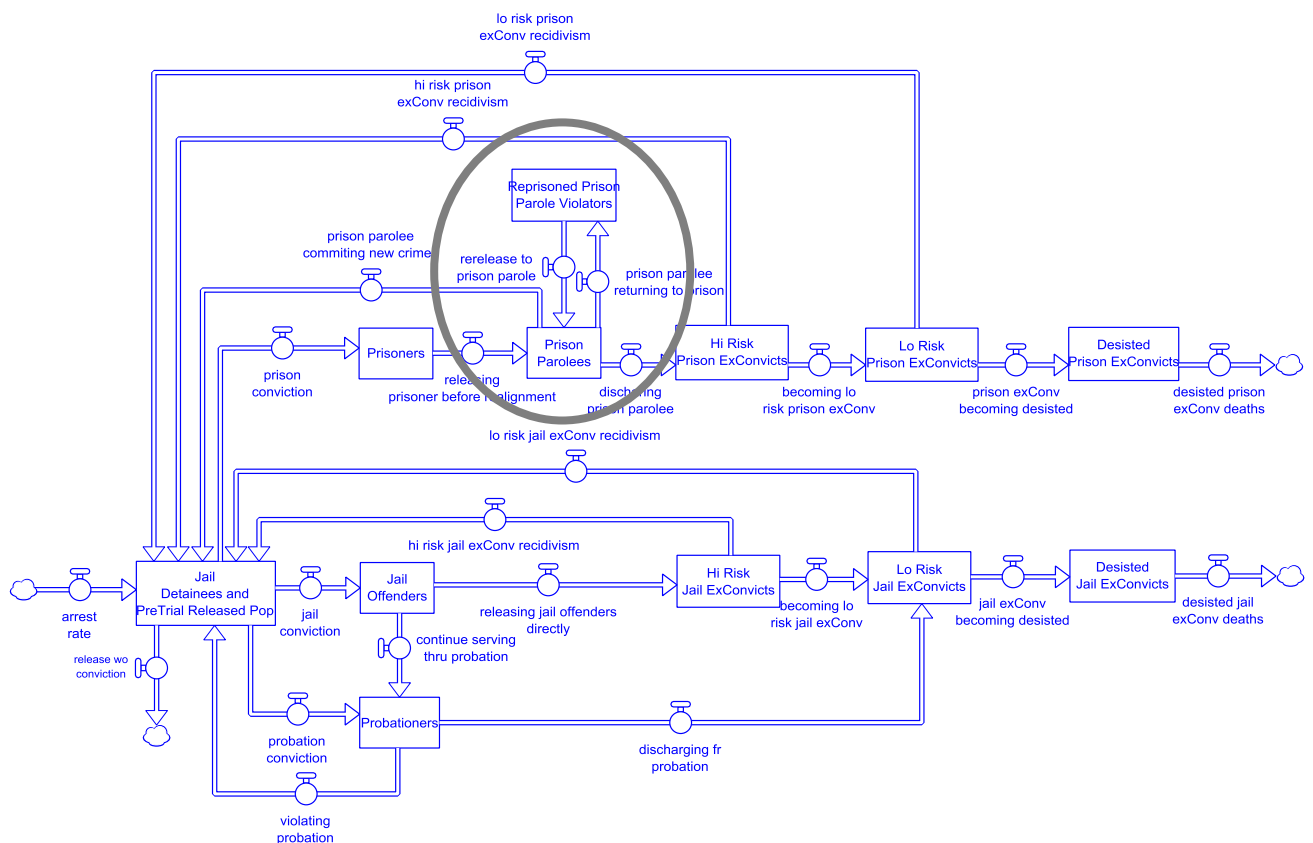 lo risk prison
exConv recidivism
hi risk prison
exConv recidivism
Reprisoned Prison
Parole Violators
prison parolee
commiting new crime
rerelease to
prison parole
prison parolee
returning to prison
Prisoners
Prison
Parolees
Hi Risk
Prison ExConvicts
Lo Risk
Prison ExConvicts
Desisted
Prison ExConvicts
prison
conviction
releasing
prisoner before realignment
discharing
prison parolee
becoming lo
risk prison exConv
prison exConv
becoming desisted
desisted prison
exConv deaths
lo risk jail exConv recidivism
hi risk jail exConv recidivism
Jail
Detainees and
PreTrial Released Pop
Jail
Offenders
Hi Risk
Jail ExConvicts
Lo Risk
Jail ExConvicts
Desisted
Jail ExConvicts
arrest
rate
jail
conviction
releasing jail offenders
directly
becoming lo
risk jail exConv
jail exConv
becoming desisted
desisted jail
exConv deaths
release wo
conviction
continue serving
thru probation
Probationers
probation
conviction
discharging fr
probation
violating
probation